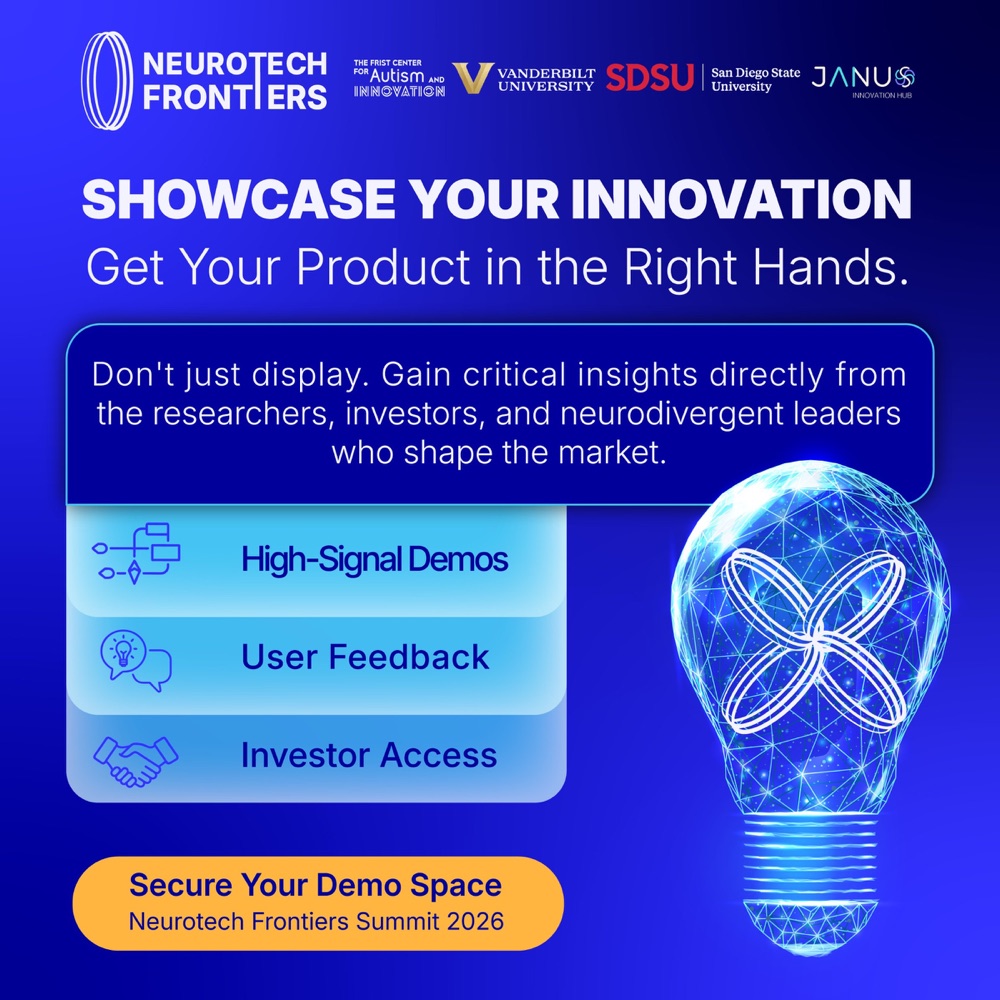 NEUROTECH
FRONTIERS
THE FRIST CENTER
FOR Autism AND
INNOVATION
VANDERBILT
UNIVERSITY
SDSU
San Diego State
University
JANUS
INNOVATION HUB
SHOWCASE YOUR INNOVATION
Get Your Product in the Right Hands.
Don't just display. Gain critical insights directly from
the researchers, investors, and neurodivergent leaders
who shape the market.
High-Signal Demos
User Feedback
Investor Access
Secure Your Demo Space
Neurotech Frontiers Summit 2026